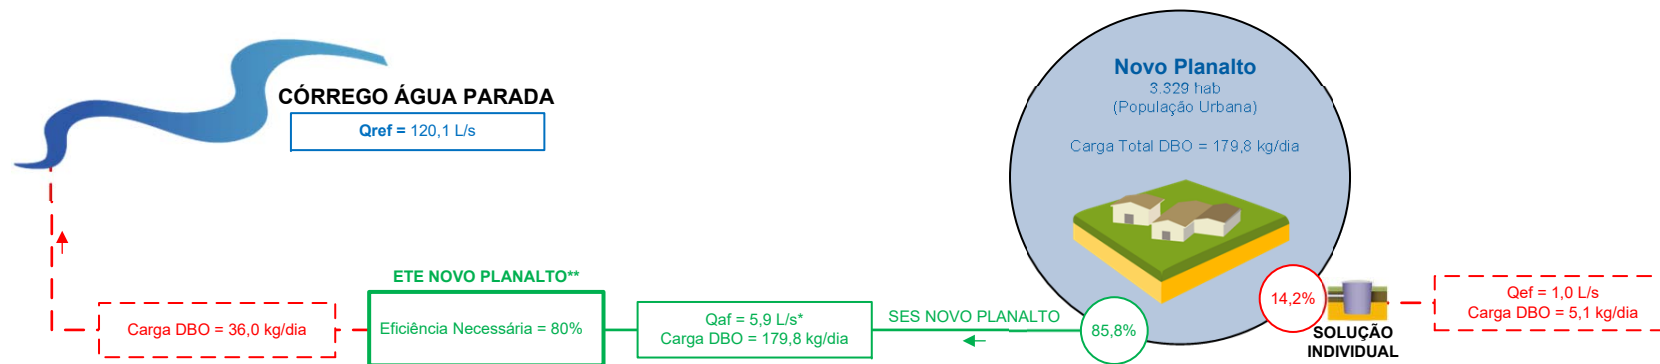 CÓRREGO ÁGUA PARADA
Qref = 120,1 L/s
Novo Planalto
3.329 hab
(População Urbana)
Carga Total DBO = 179,8 kg/dia
ETE NOVO PLANALTO**
Carga DBO = 36,0 kg/dia
Eficiência Necessária = 80%
Qaf = 5,9 L/s*
Carga DBO = 179,8 kg/dia
SES NOVO PLANALTO
85,8%
14,2%
SOLUÇÃO
INDIVIDUAL
Qef = 1,0 L/s
Carga DBO = 5,1 kg/dia